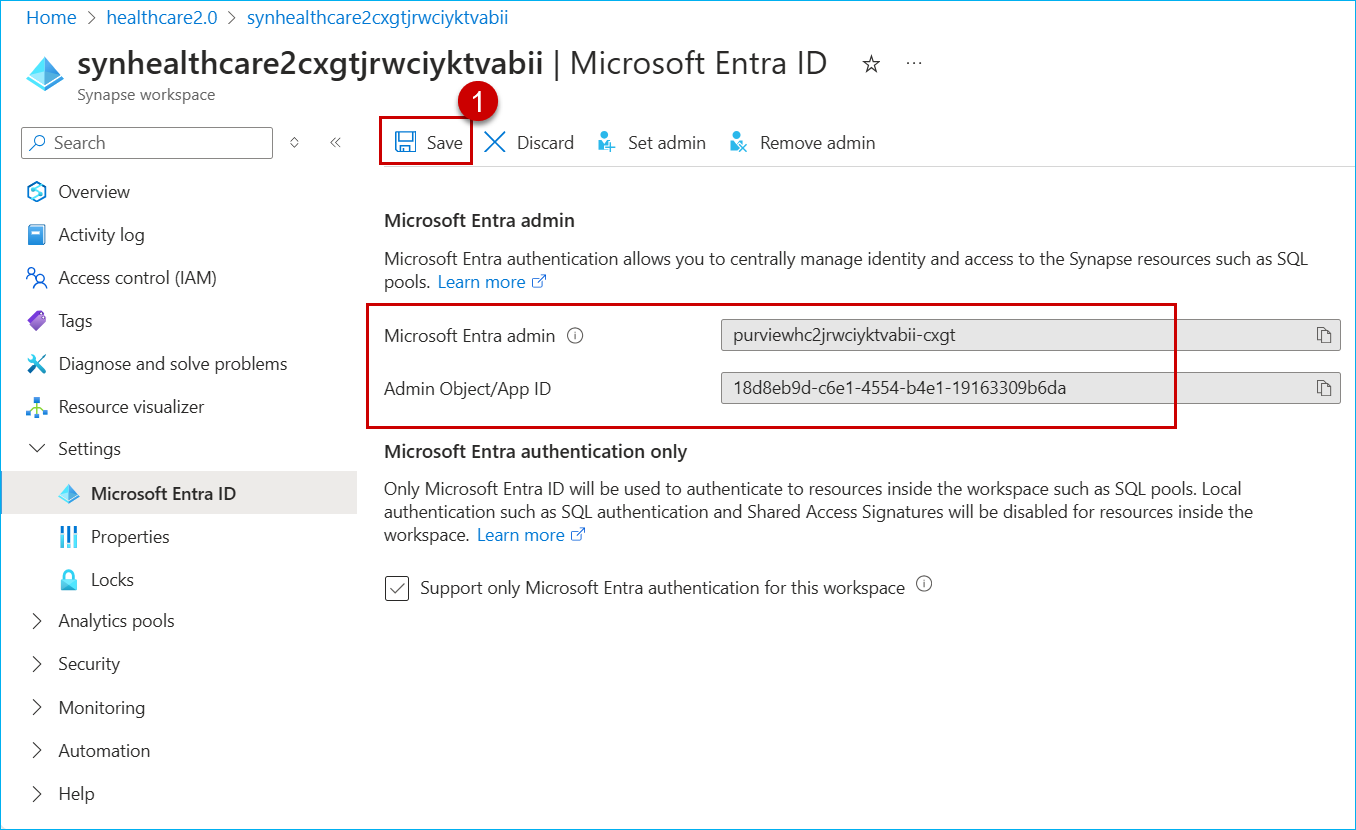 Home > healthcare2.0 > synhealthcare2cxgtjrwciyktvabii
synhealthcare2cxgtjrwciyktvabii | Microsoft Entra ID
Synapse workspace
1
Search
Save
Discard
Set admin
Remove admin
Overview
Activity log
Access control (IAM)
Tags
Diagnose and solve problems
Resource visualizer
Settings
Microsoft Entra ID
Properties
Locks
Analytics pools
Security
Monitoring
Automation
Help
Microsoft Entra admin
Microsoft Entra authentication allows you to centrally manage identity and access to the Synapse resources such as SQL
pools. Learn more
Microsoft Entra admin
purviewhc2jrwciyktvabii-cxgt
Admin Object/App ID
18d8eb9d-c6e1-4554-b4e1-19163309b6da
Microsoft Entra authentication only
Only Microsoft Entra ID will be used to authenticate to resources inside the workspace such as SQL pools. Local
authentication such as SQL authentication and Shared Access Signatures will be disabled for resources inside the
workspace. Learn more
Support only Microsoft Entra authentication for this workspace